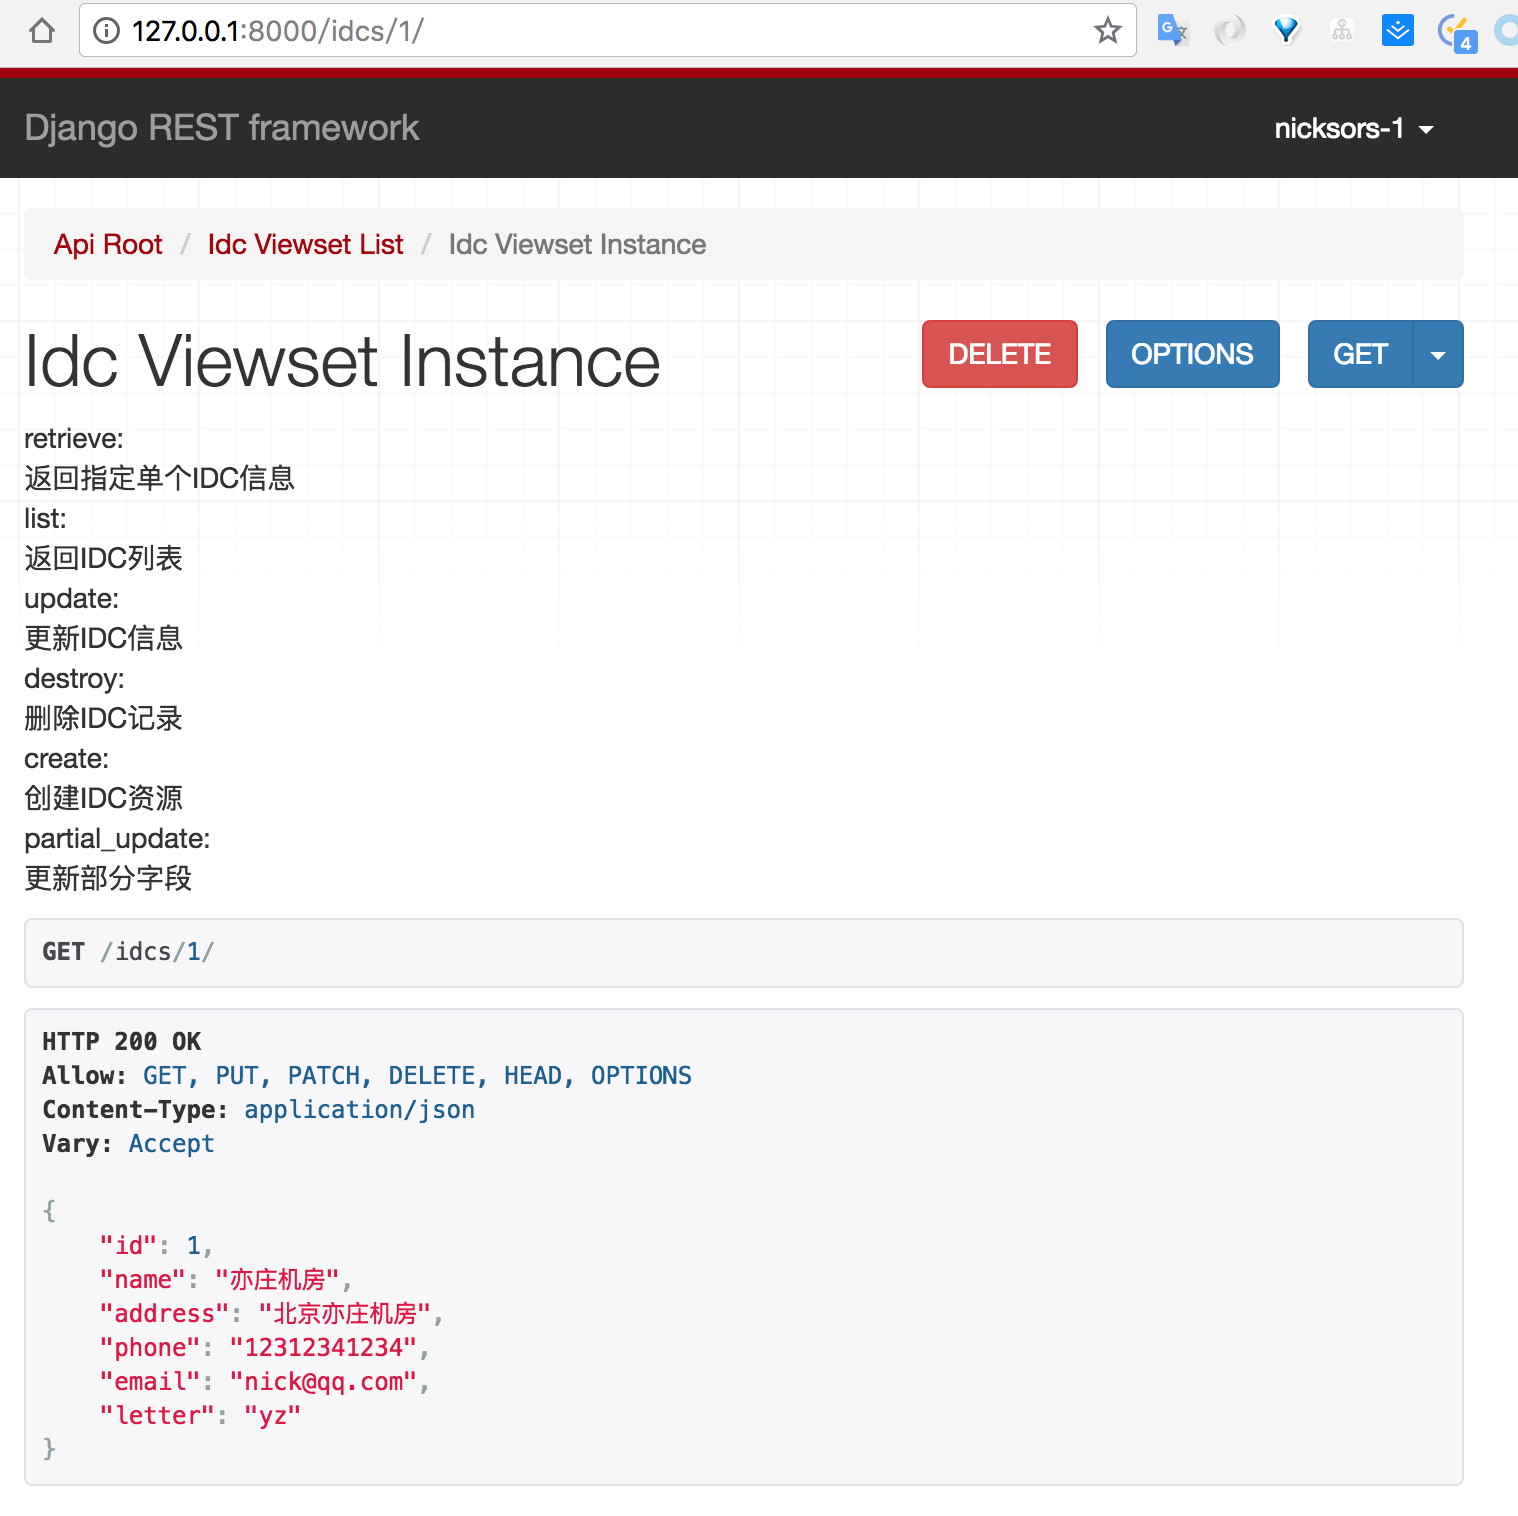 127.0.0.1:8000/idcs/1/
4
Django REST framework
nicksors-1
Api Root / Idc Viewset List / Idc Viewset Instance
Idc Viewset Instance
DELETE
OPTIONS
GET
retrieve:
返回指定单个IDC信息
list:
返回IDC列表
update:
更新IDC信息
destroy:
删除IDC记录
create:
创建IDC资源
partial_update:
更新部分字段
GET /idcs/1/
HTTP 200 OK
Allow: GET, PUT, PATCH, DELETE, HEAD, OPTIONS
Content-Type: application/json
Vary: Accept
{
    "id": 1,
    "name": "亦庄机房",
    "address": "北京亦庄机房",
    "phone": "12312341234",
    "email": "nick@qq.com",
    "letter": "yz"
}